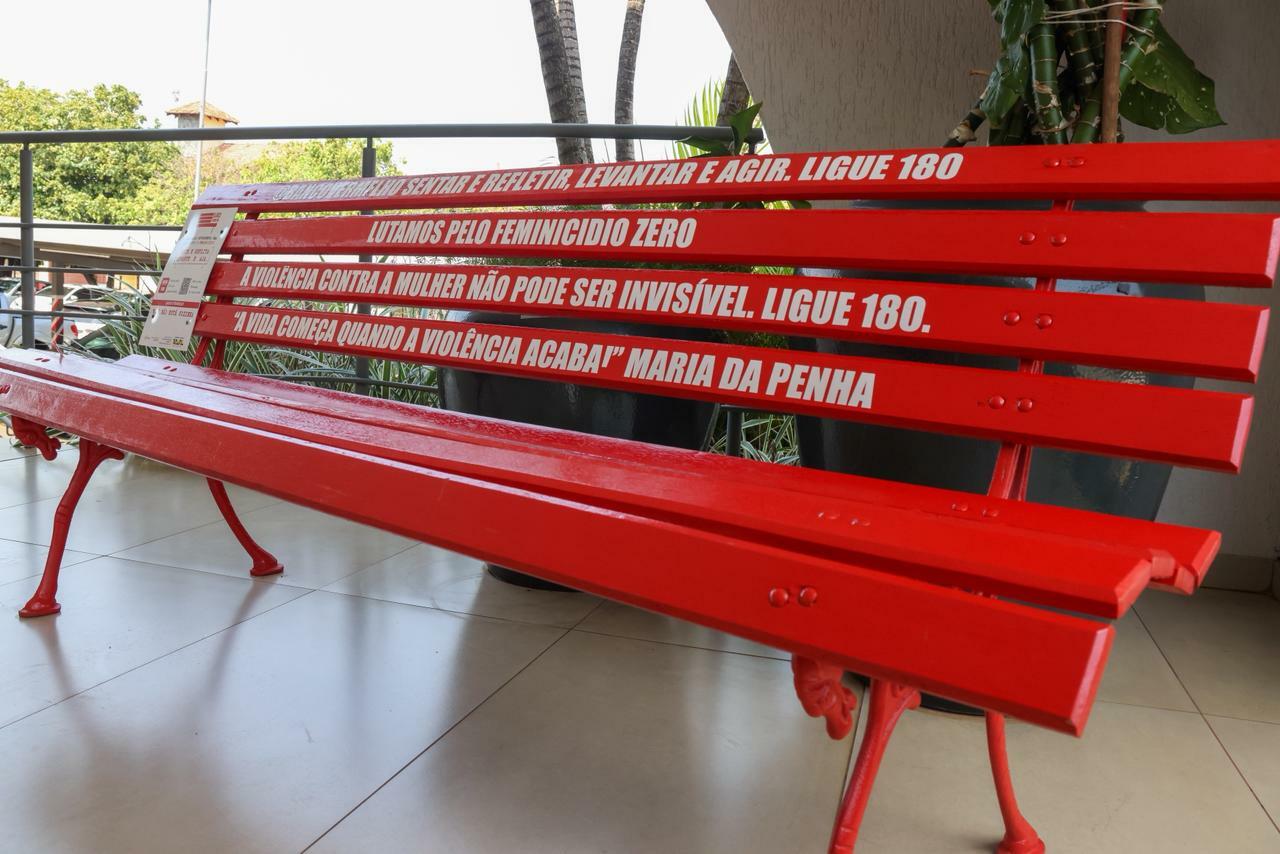 VERMELHO SENTAR E REFLETIR, LEVANTAR E AGIR. LIGUE 180
LUTAMOS PELO FEMINICIDIO ZERO
A VIOLÊNCIA CONTRA A MULHER NÃO PODE SER INVISÍVEL. LIGUE 180.
"A VIDA COMEÇA QUANDO A VIOLÊNCIA ACABA!" MARIA DA PENHA